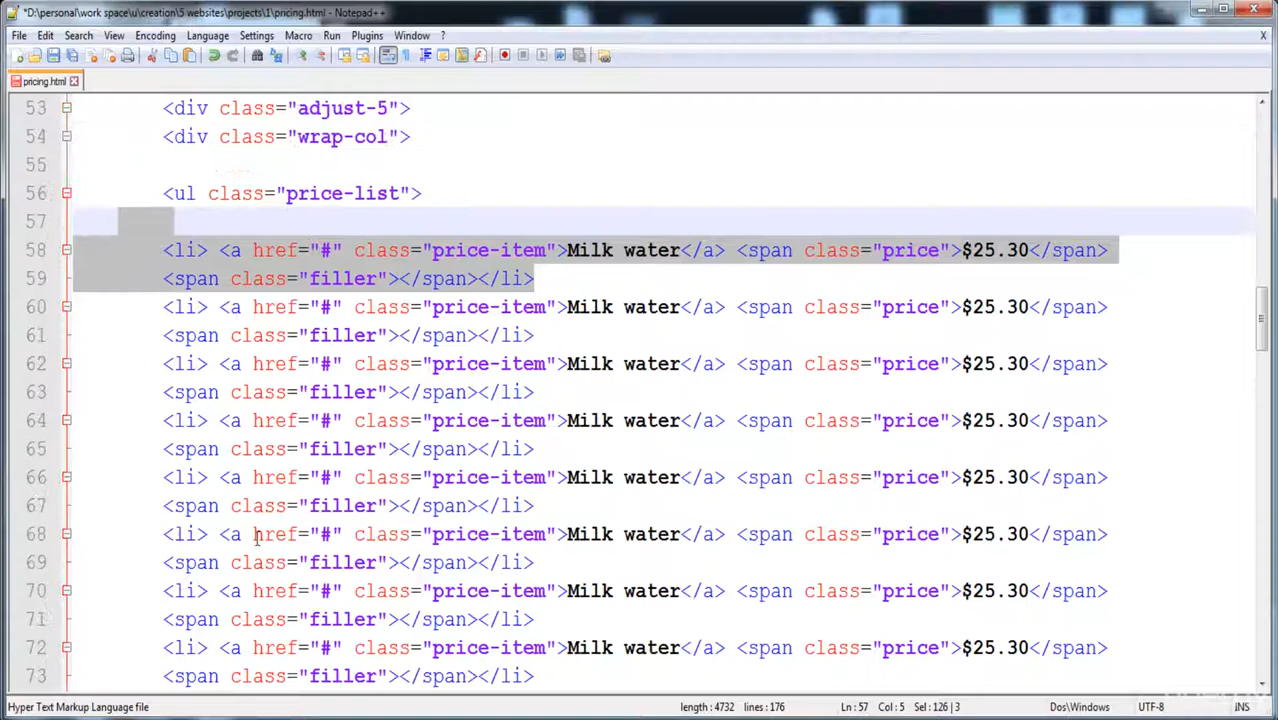 *D:\personal\work space\u\creation\5 websites\projects\1\pricing.html - Notepad++
File Edit Search View Encoding Language Settings Macro Run Plugins Window ? X
pricing.html
53 <div class="adjust-5">
54 <div class="wrap-col">
55
56 <ul class="price-list">
57
58 <li> <a href="#" class="price-item">Milk water</a> <span class="price">$25.30</span>
59 <span class="filler"></span></li>
60 <li> <a href="#" class="price-item">Milk water</a> <span class="price">$25.30</span>
61 <span class="filler"></span></li>
62 <li> <a href="#" class="price-item">Milk water</a> <span class="price">$25.30</span>
63 <span class="filler"></span></li>
64 <li> <a href="#" class="price-item">Milk water</a> <span class="price">$25.30</span>
65 <span class="filler"></span></li>
66 <li> <a href="#" class="price-item">Milk water</a> <span class="price">$25.30</span>
67 <span class="filler"></span></li>
68 <li> <a href="#" class="price-item">Milk water</a> <span class="price">$25.30</span>
69 <span class="filler"></span></li>
70 <li> <a href="#" class="price-item">Milk water</a> <span class="price">$25.30</span>
71 <span class="filler"></span></li>
72 <li> <a href="#" class="price-item">Milk water</a> <span class="price">$25.30</span>
73 <span class="filler"></span></li>
Hyper Text Markup Language file length : 4732 lines : 176 Ln : 57 Col : 5 Sel : 126 | 3 Dos\Windows UTF-8 INS